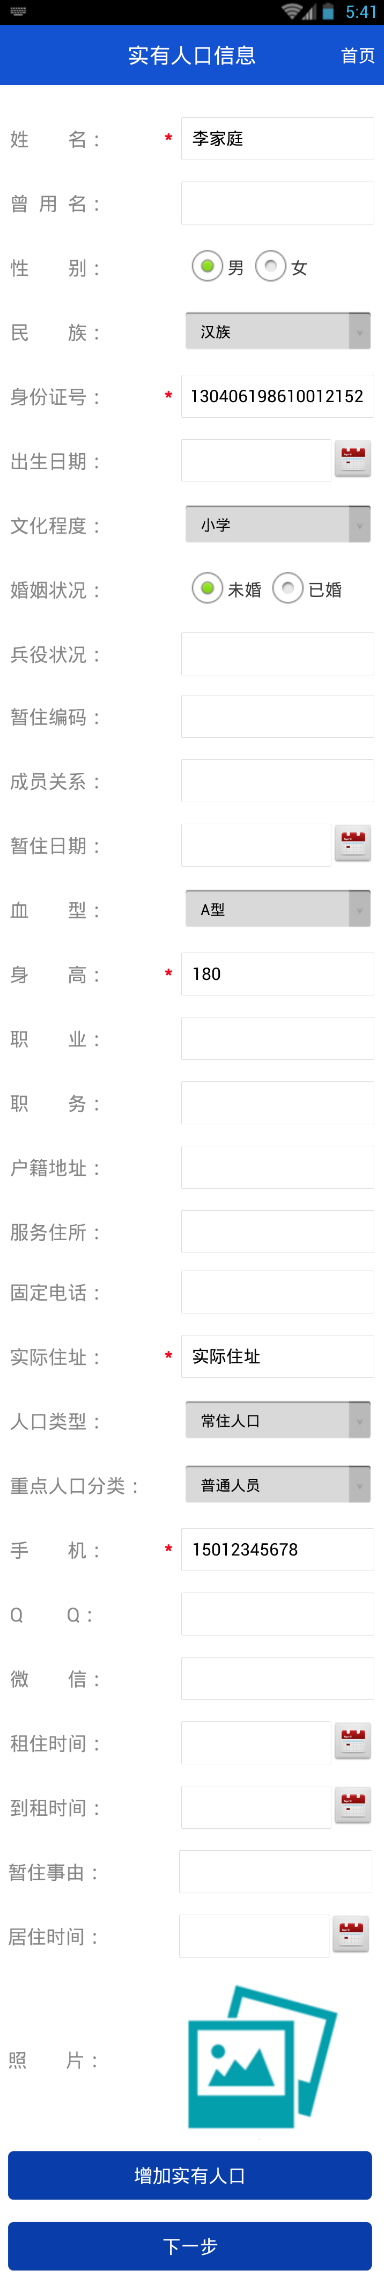 5:41
实有人口信息 首页
姓 名： * 李家庭
曾 用 名：
性 别： 男 女
民 族： 汉族
身份证号： * 130406198610012152
出生日期：
文化程度： 小学
婚姻状况： 未婚 已婚
兵役状况：
暂住编码：
成员关系：
暂住日期：
血 型： A型
身 高： * 180
职 业：
职 务：
户籍地址：
服务住所：
固定电话：
实际住址： * 实际住址
人口类型： 常住人口
重点人口分类： 普通人员
手 机： * 15012345678
Q Q：
微 信：
租住时间：
到租时间：
暂住事由：
居住时间：
照 片：
增加实有人口
下一步